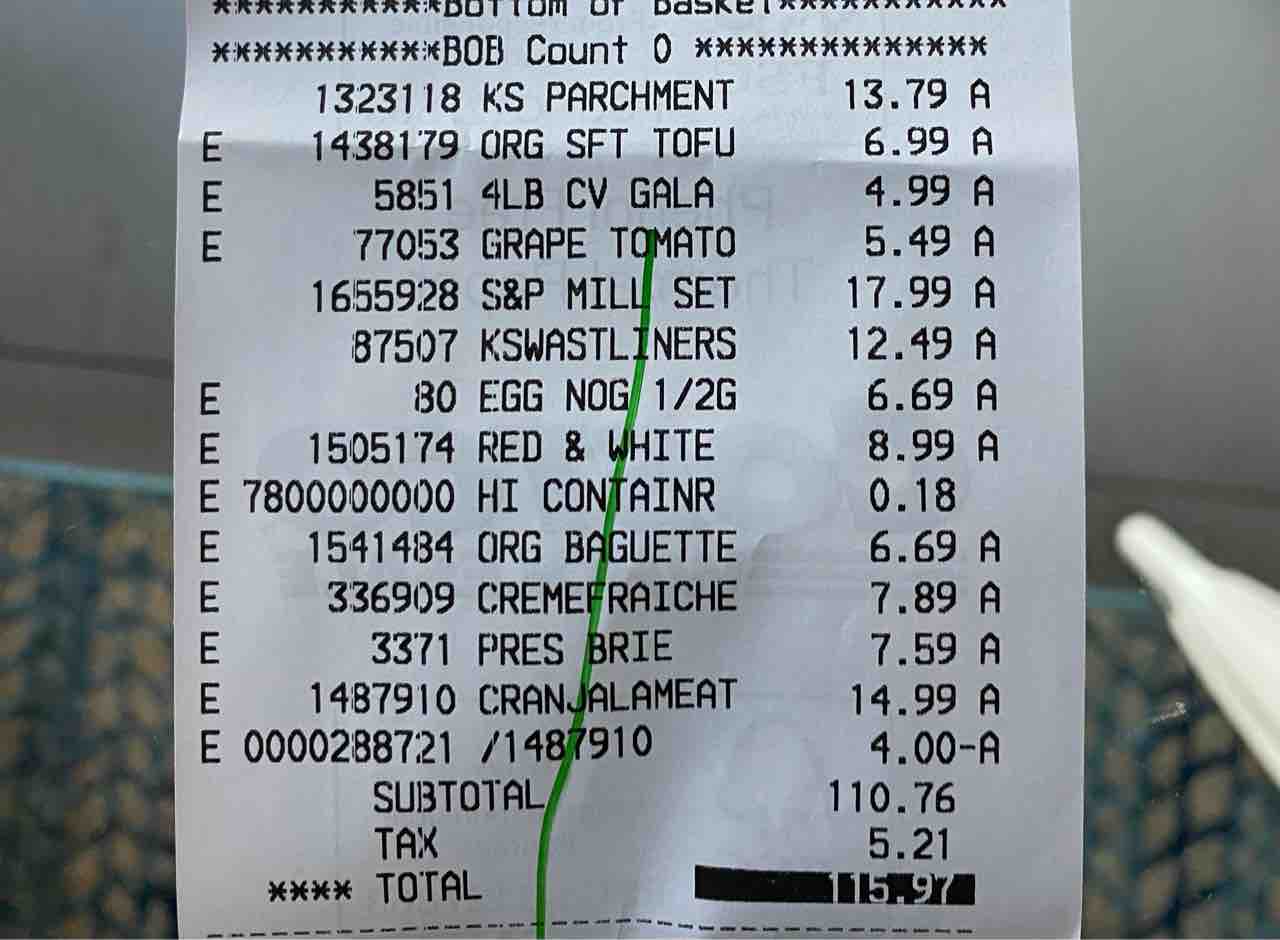 ***********Bottom of Basket***********
***********BOB Count 0 **************
1323118 KS PARCHMENT 13.79 A
E 1438179 ORG SFT TOFU 6.99 A
E 5851 4LB CV GALA 4.99 A
E 77053 GRAPE TOMATO 5.49 A
1655928 S&P MILL SET 17.99 A
87507 KSWASTLINERS 12.49 A
E 80 EGG NOG 1/2G 6.69 A
E 1505174 RED & WHITE 8.99 A
E 7800000000 HI CONTAINR 0.18
E 1541484 ORG BAGUETTE 6.69 A
E 336909 CREMEFRAICHE 7.89 A
E 3371 PRES BRIE 7.59 A
E 1487910 CRANJALAMEAT 14.99 A
E 0000288721 /1487910 4.00-A
SUBTOTAL 110.76
TAX 5.21
**** TOTAL 115.97